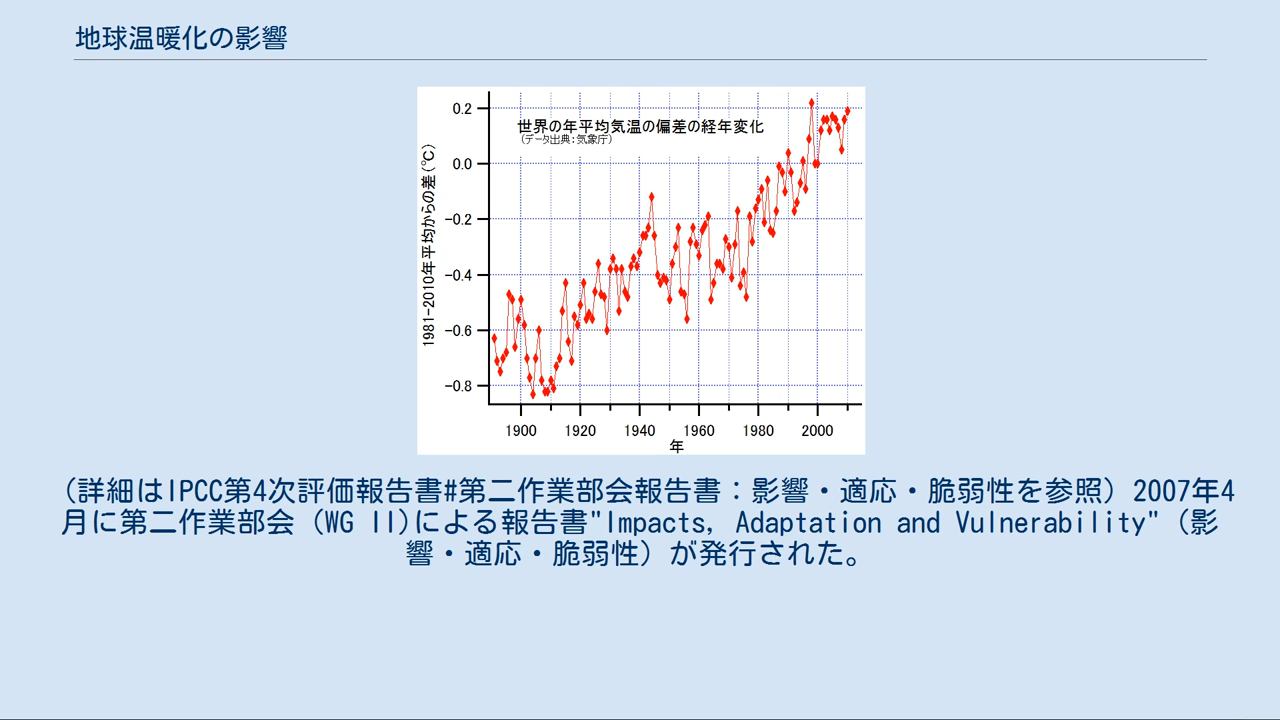 地球温暖化の影響
世界の年平均気温の偏差の経年変化
(データ出典:気象庁)
1981-2010年平均からの差(℃)
0.2
0.0
-0.2
-0.4
-0.6
-0.8
1900 1920 1940 1960 1980 2000
年
(詳細はIPCC第4次評価報告書#第二作業部会報告書:影響・適応・脆弱性を参照) 2007年4
月に第二作業部会 (WG II)による報告書"Impacts, Adaptation and Vulnerability" (影
響・適応・脆弱性) が発行された。